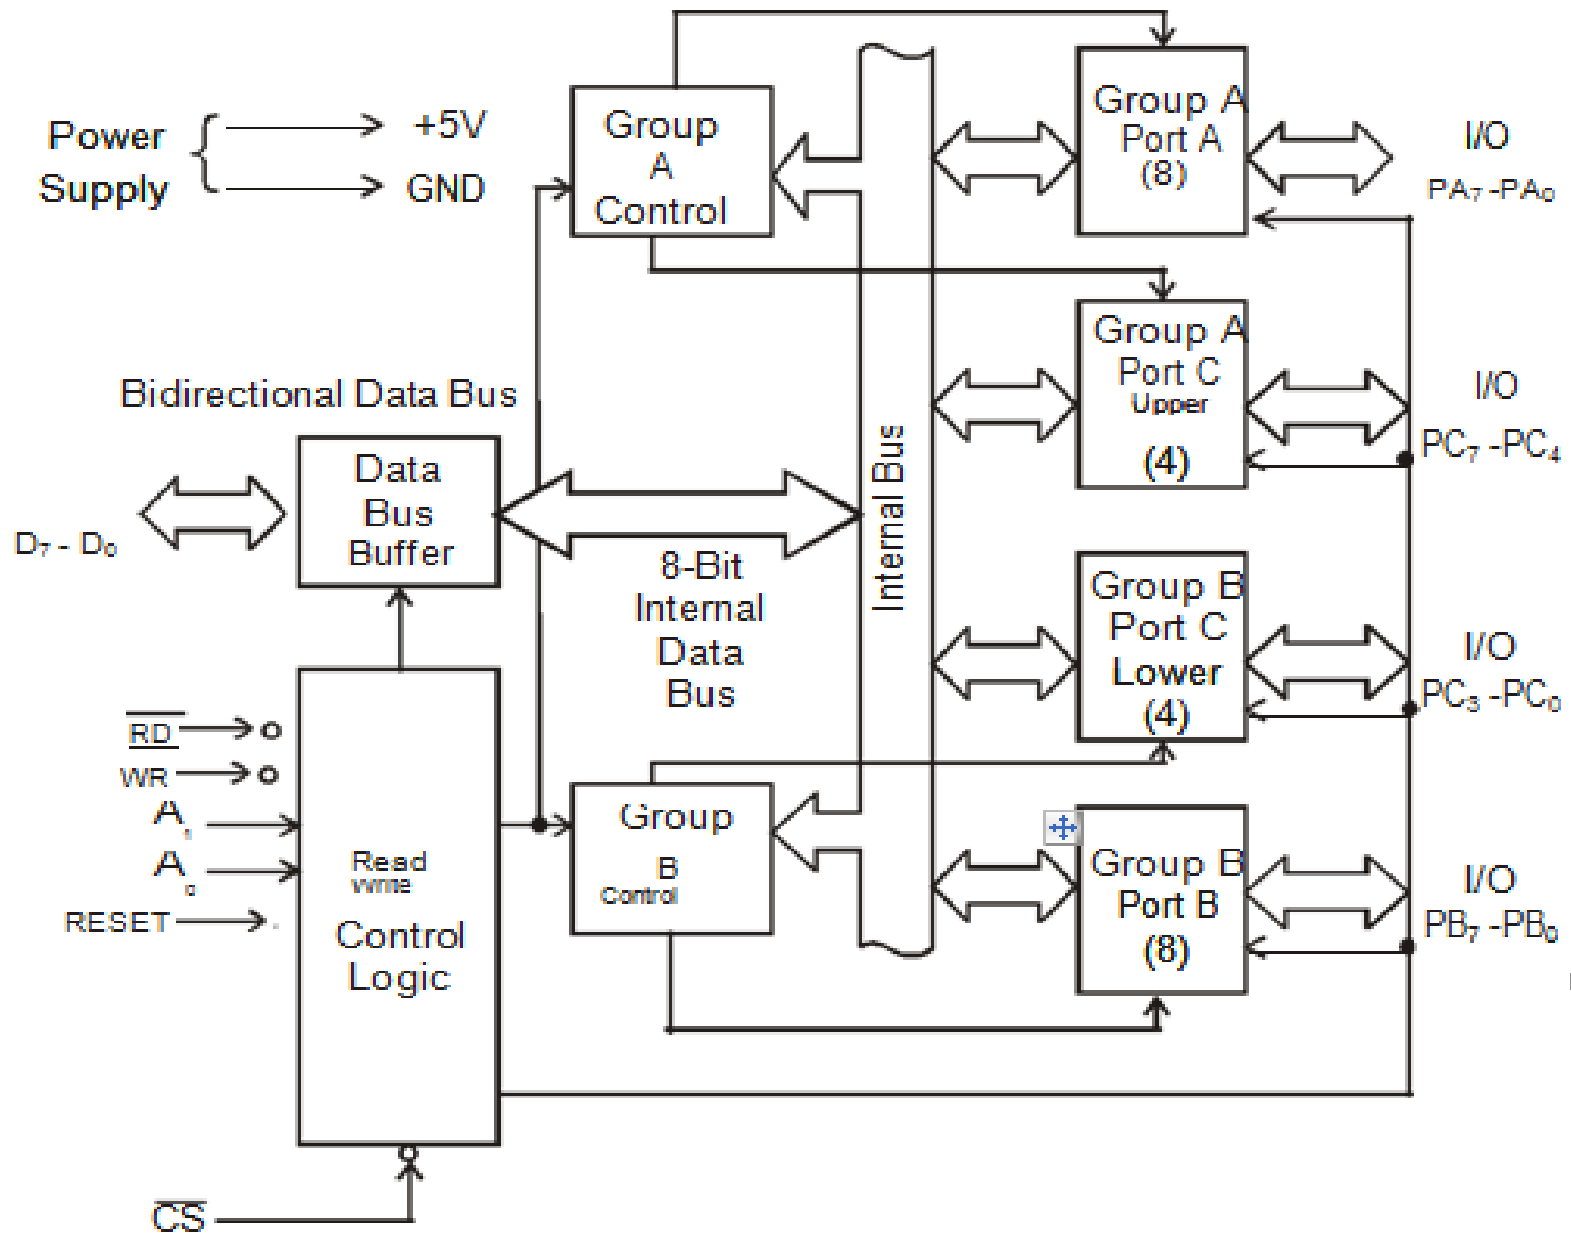 Power
Supply
+5V
GND
Group
A
Control
Group A
Port A
(8)
I/O
PA₇ -PA₀
Group A
Port C
Upper
(4)
I/O
PC₇ -PC₄
Bidirectional Data Bus
Data
Bus
Buffer
D₇ - D₀
8-Bit
Internal
Data
Bus
Internal Bus
Group B
Port C
Lower
(4)
I/O
PC₃ -PC₀
RD
WR
A₁
A₀
RESET
Read
Write
Control
Logic
Group
B
Control
Group B
Port B
(8)
I/O
PB₇ -PB₀
CS